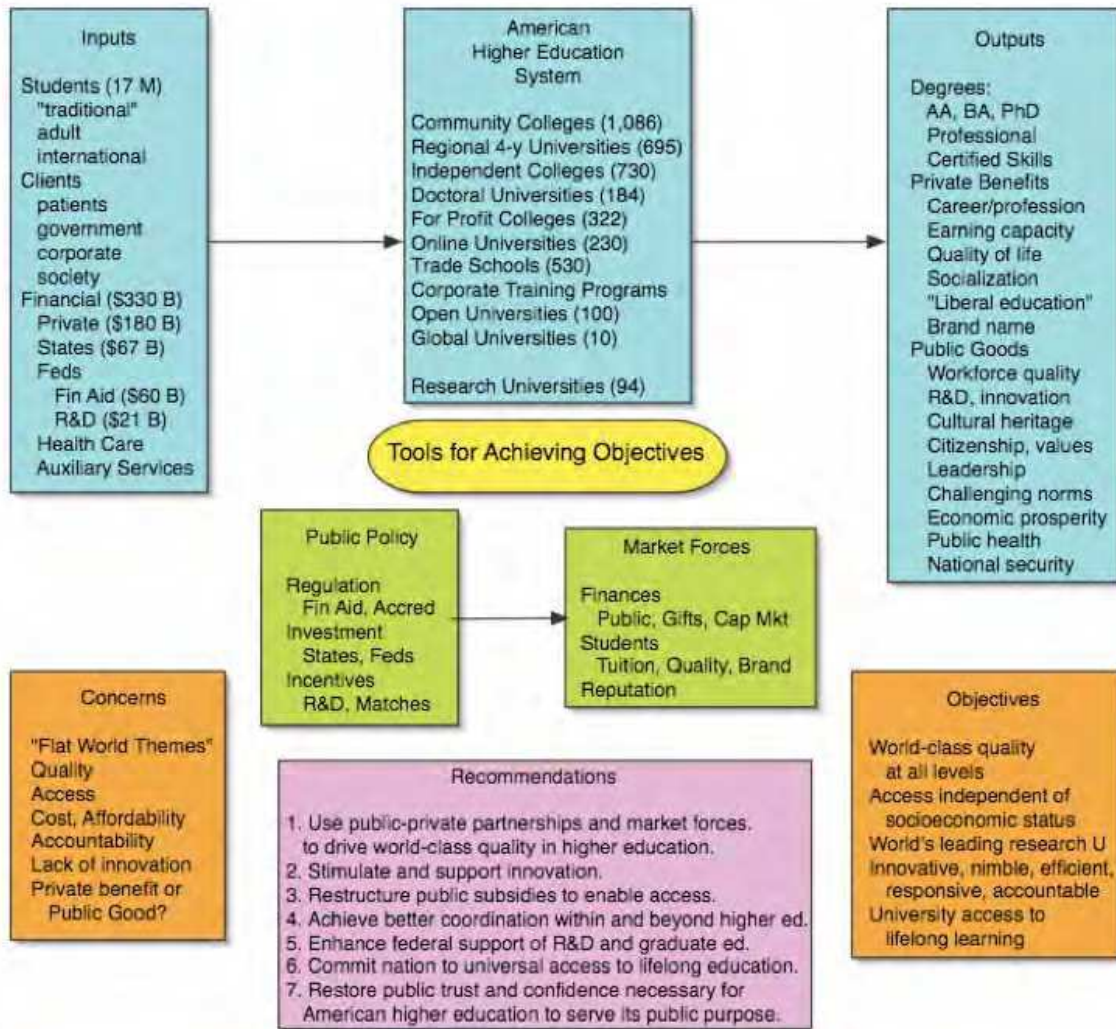 Inputs
Students (17 M)
"traditional"
adult
international
Clients
patients
government
corporate
society
Financial ($330 B)
Private ($180 B)
States ($67 B)
Feds
Fin Aid ($60 B)
R&D ($21 B)
Health Care
Auxiliary Services
American
Higher Education
System
Community Colleges (1,086)
Regional 4-y Universities (695)
Independent Colleges (730)
Doctoral Universities (184)
For Profit Colleges (322)
Online Universities (230)
Trade Schools (530)
Corporate Training Programs
Open Universities (100)
Global Universities (10)
Research Universities (94)
Outputs
Degrees:
AA, BA, PhD
Professional
Certified Skills
Private Benefits
Career/profession
Earning capacity
Quality of life
Socialization
"Liberal education"
Brand name
Public Goods
Workforce quality
R&D, innovation
Cultural heritage
Citizenship, values
Leadership
Challenging norms
Economic prosperity
Public health
National security
Tools for Achieving Objectives
Public Policy
Regulation
Fin Aid, Accred
Investment
States, Feds
Incentives
R&D, Matches
Market Forces
Finances
Public, Gifts, Cap Mkt
Students
Tuition, Quality, Brand
Reputation
Concerns
"Flat World Themes"
Quality
Access
Cost, Affordability
Accountability
Lack of innovation
Private benefit or
Public Good?
Recommendations
1. Use public-private partnerships and market forces.
to drive world-class quality in higher education.
2. Stimulate and support innovation.
3. Restructure public subsidies to enable access.
4. Achieve better coordination within and beyond higher ed.
5. Enhance federal support of R&D and graduate ed.
6. Commit nation to universal access to lifelong education.
7. Restore public trust and confidence necessary for
American higher education to serve its public purpose.
Objectives
World-class quality
at all levels
Access independent of
socioeconomic status
World's leading research U
Innovative, nimble, efficient,
responsive, accountable
University access to
lifelong learning